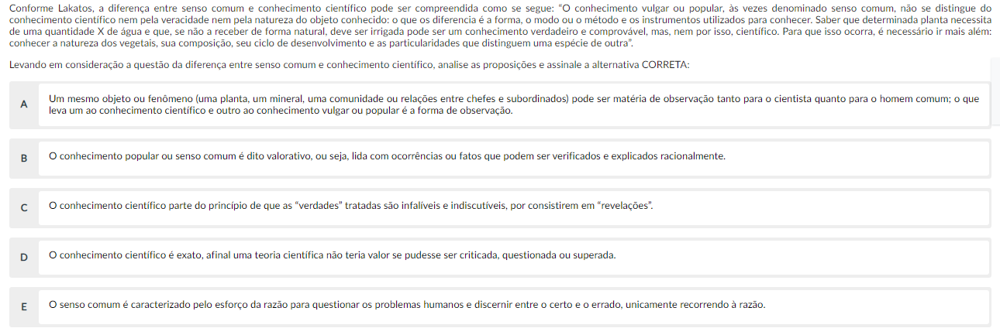 Conforme Lakatos, a diferença entre senso comum e conhecimento científico pode ser compreendida como se segue: “O conhecimento vulgar ou popular, às vezes denominado senso comum, não se distingue do
conhecimento científico nem pela veracidade nem pela natureza do objeto conhecido: o que os diferencia é a forma, o modo ou o método e os instrumentos utilizados para conhecer. Saber que determinada planta necessita
de uma quantidade X de água e que, se não a receber de forma natural, deve ser irrigada pode ser um conhecimento verdadeiro e comprovável, mas, nem por isso, científico. Para que isso ocorra, é necessário ir mais além:
conhecer a natureza dos vegetais, sua composição, seu ciclo de desenvolvimento e as particularidades que distinguem uma espécie de outra”.
Levando em consideração a questão da diferença entre senso comum e conhecimento científico, analise as proposições e assinale a alternativa CORRETA:
A
Um mesmo objeto ou fenômeno (uma planta, um mineral, uma comunidade ou relações entre chefes e subordinados) pode ser matéria de observação tanto para o cientista quanto para o homem comum; o que
leva um ao conhecimento científico e outro ao conhecimento vulgar ou popular é a forma de observação.
B
O conhecimento popular ou senso comum é dito valorativo, ou seja, lida com ocorrências ou fatos que podem ser verificados e explicados racionalmente.
C
O conhecimento científico parte do princípio de que as “verdades” tratadas são infalíveis e indiscutíveis, por consistirem em “revelações”.
D
O conhecimento científico é exato, afinal uma teoria científica não teria valor se pudesse ser criticada, questionada ou superada.
E
O senso comum é caracterizado pelo esforço da razão para questionar os problemas humanos e discernir entre o certo e o errado, unicamente recorrendo à razão.